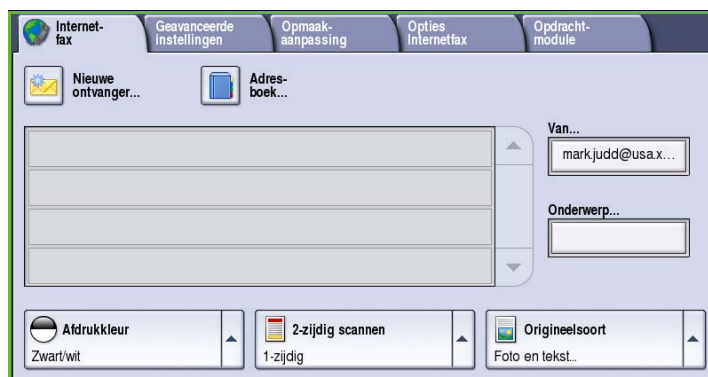 Internet-
fax
Geavanceerde
instellingen
Opmaak-
aanpassing
Opties
Internetfax
Opdracht-
module
Nieuwe
ontvanger...
Adres-
boek...
Van...
mark.judd@usa.x...
Onderwerp...
Afdrukkleur
Zwart/wit
2-zijdig scannen
1-zijdig
Origineelsoort
Foto en tekst...